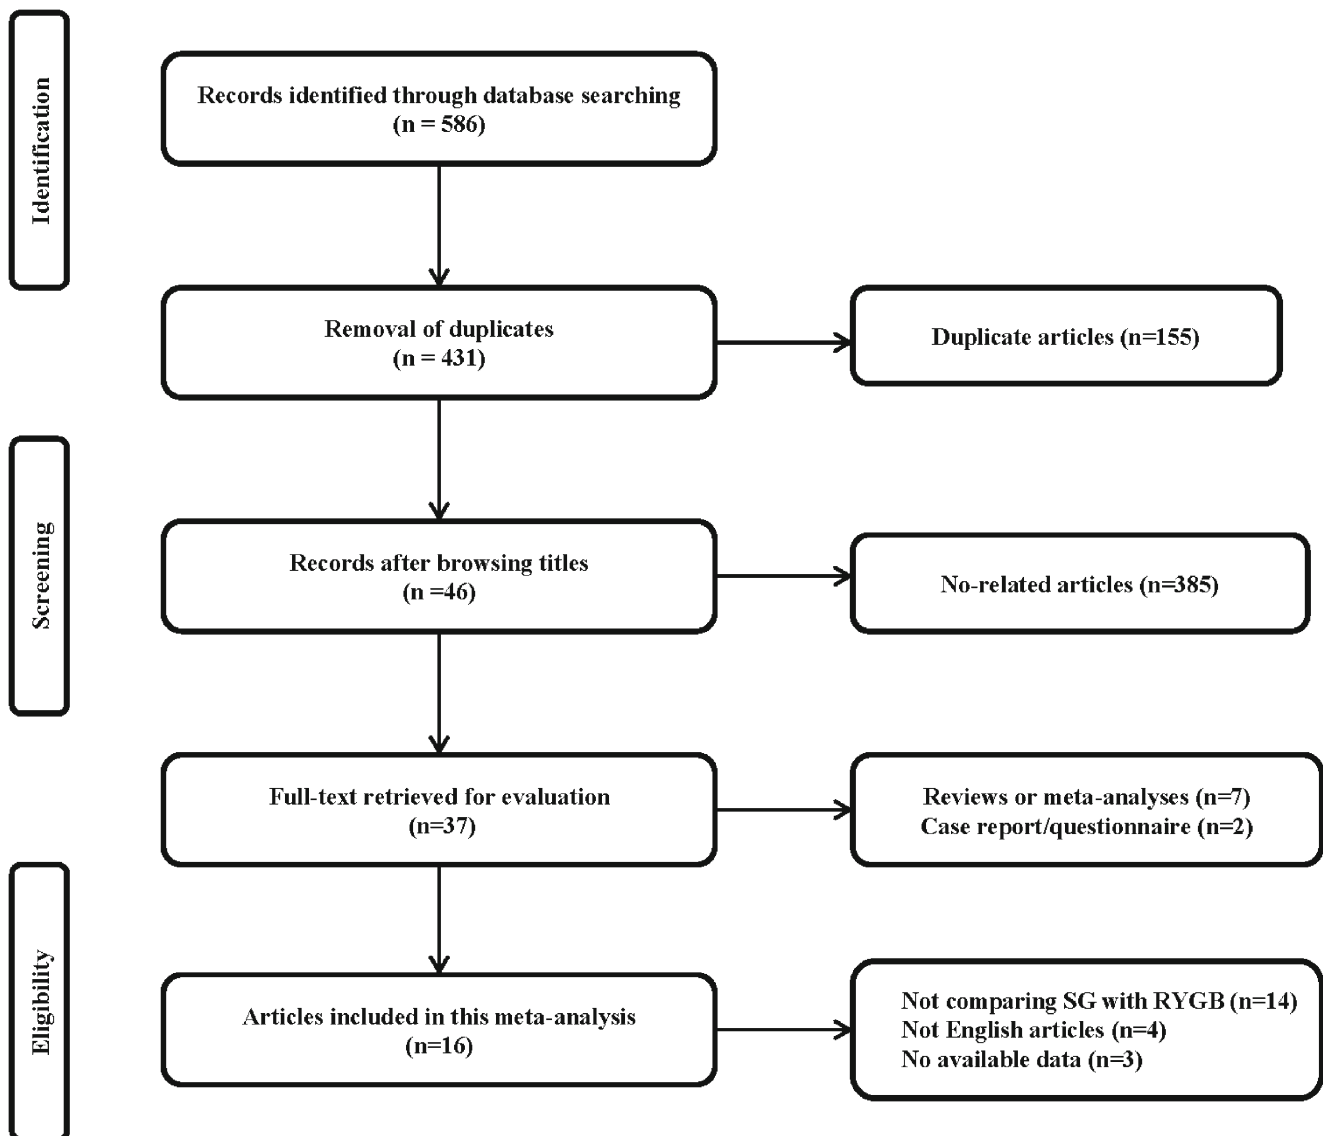 Identification
Records identified through database searching
(n = 586)
Removal of duplicates
(n = 431)
Duplicate articles (n=155)
Screening
Records after browsing titles
(n =46)
No-related articles (n=385)
Full-text retrieved for evaluation
(n=37)
Reviews or meta-analyses (n=7)
Case report/questionnaire (n=2)
Eligibility
Articles included in this meta-analysis
(n=16)
Not comparing SG with RYGB (n=14)
Not English articles (n=4)
No available data (n=3)